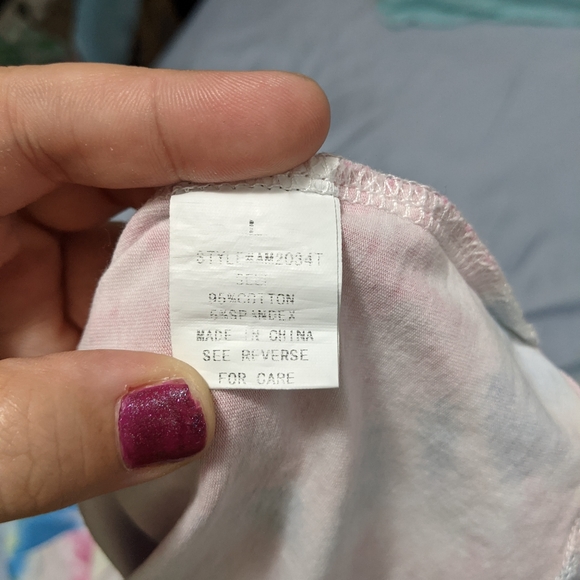 STYLE#AM2034T
SELF
95%COTTON
5%SPANDEX
MADE IN CHINA
SEE REVERSE
FOR CARE